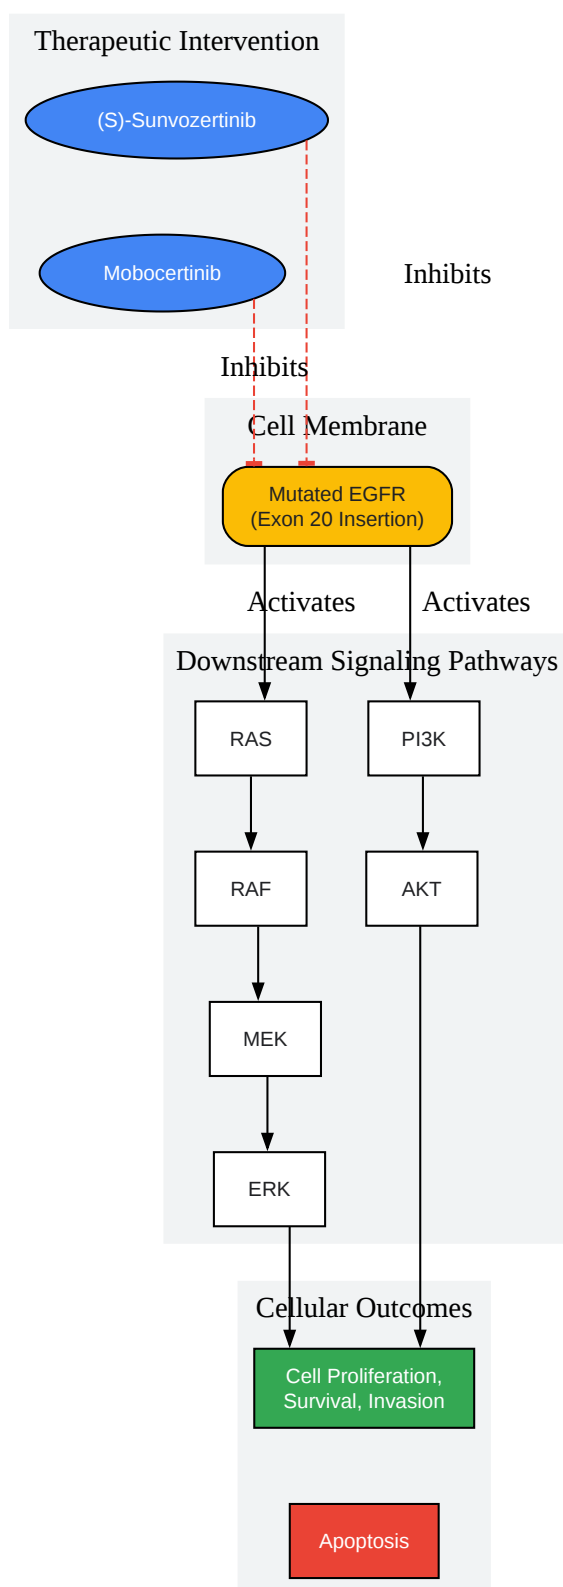 Therapeutic Intervention
(S)-Sunvozertinib
Mobocertinib
Inhibits
Inhibits
Cell Membrane
Mutated EGFR
(Exon 20 Insertion)
Activates
Activates
Downstream Signaling Pathways
RAS
PI3K
RAF
AKT
MEK
ERK
Cellular Outcomes
Cell Proliferation,
Survival, Invasion
Apoptosis